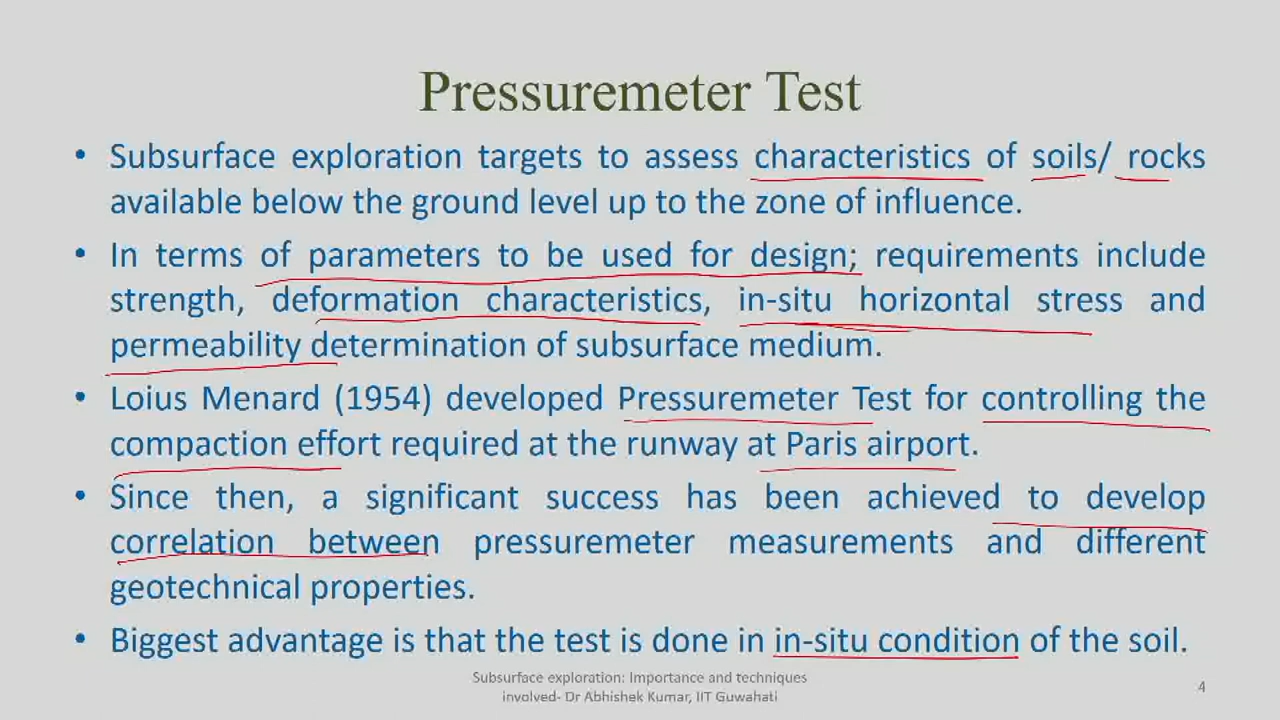 Pressuremeter Test
• Subsurface exploration targets to assess characteristics of soils/ rocks
available below the ground level up to the zone of influence.
• In terms of parameters to be used for design; requirements include
strength, deformation characteristics, in-situ horizontal stress and
permeability determination of subsurface medium.
• Loius Menard (1954) developed Pressuremeter Test for controlling the
compaction effort required at the runway at Paris airport.
• Since then, a significant success has been achieved to develop
correlation between pressuremeter measurements and different
geotechnical properties.
• Biggest advantage is that the test is done in in-situ condition of the soil.
Subsurface exploration: Importance and techniques
involved- Dr Abhishek Kumar, IIT Guwahati
4